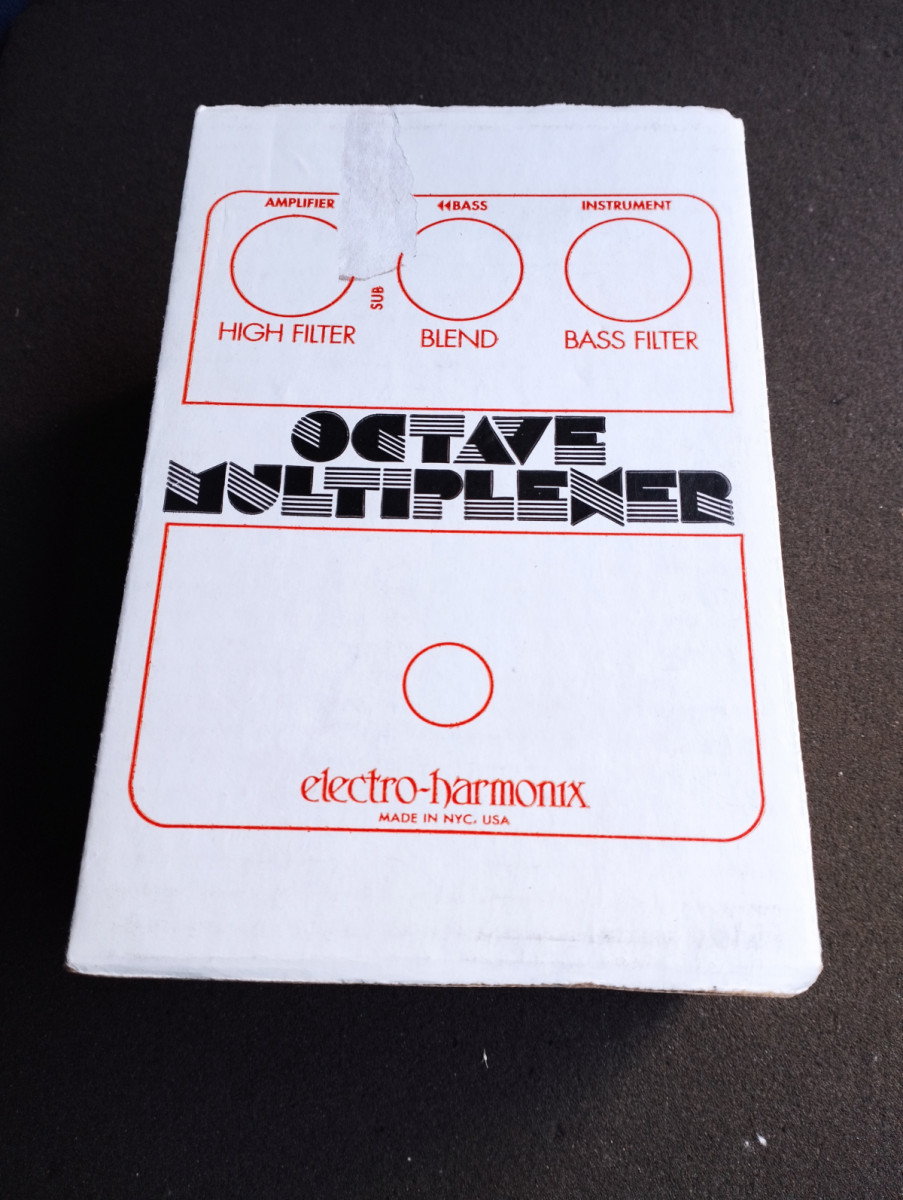 AMPLIFIER ◀◀BASS INSTRUMENT
SUB
HIGH FILTER BLEND BASS FILTER
OCTAVE
MULTIPLEXER
electro-harmonix
MADE IN NYC, USA